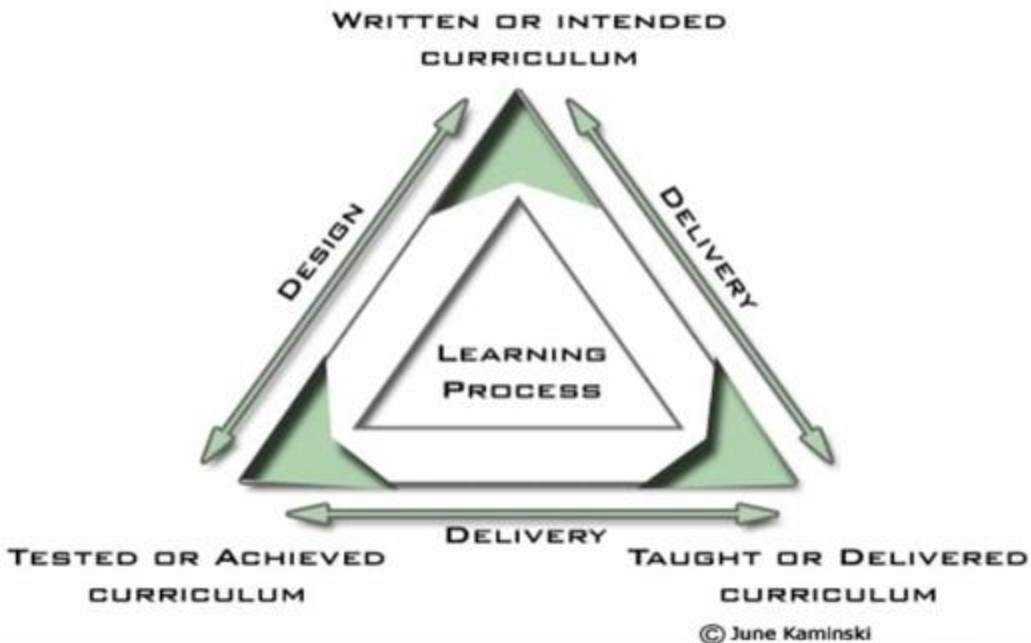 WRITTEN OR INTENDED
CURRICULUM
DESIGN
DELIVERY
LEARNING
PROCESS
DELIVERY
TESTED OR ACHIEVED
CURRICULUM
TAUGHT OR DELIVERED
CURRICULUM
© June Kaminski